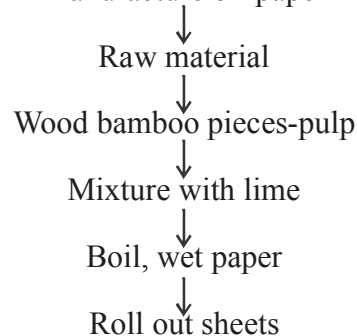 Raw material
Wood bamboo pieces-pulp
Mixture with lime
Boil, wet paper
Roll out sheets